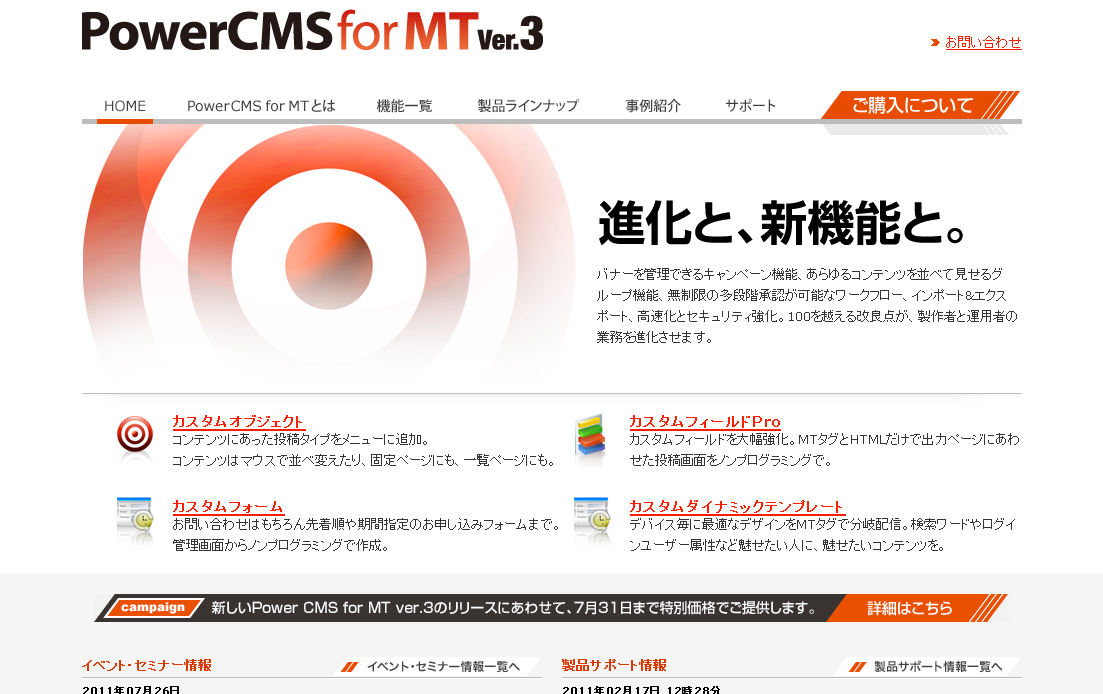 PowerCMS for MT Ver.3
お問い合わせ
HOME
PowerCMS for MTとは
機能一覧
製品ラインナップ
事例紹介
サポート
ご購入について
進化と、新機能と。
バナーを管理できるキャンペーン機能、あらゆるコンテンツを並べて見せるグ
ループ機能、無制限の多段階承認が可能なワークフロー、インポート&エクス
ポート、高速化とセキュリティ強化。100を越える改良点が、製作者と運用者の
業務を進化させます。
カスタムオブジェクト
コンテンツにあった投稿タイプをメニューに追加。
コンテンツはマウスで並べ変えたり、固定ページにも、一覧ページにも。
カスタムフィールドPro
カスタムフィールドを大幅強化。MTタグとHTMLだけで出力ページにあわ
せた投稿画面をノンプログラミングで。
カスタムフォーム
お問い合わせはもちろん先着順や期間指定のお申し込みフォームまで。
管理画面からノンプログラミングで作成。
カスタムダイナミックテンプレート
デバイス毎に最適なデザインをMTタグで分岐配信。検索ワードやログイ
ンユーザー属性など魅せたい人に、魅せたいコンテンツを。
campaign 新しいPower CMS for MT ver.3のリリースにあわせて、7月31日まで特別価格でご提供します。 詳細はこちら
イベント・セミナー情報
イベント・セミナー情報一覧へ
2011年07月26日
製品サポート情報
製品サポート情報一覧へ
2011年02月17日 12時28分